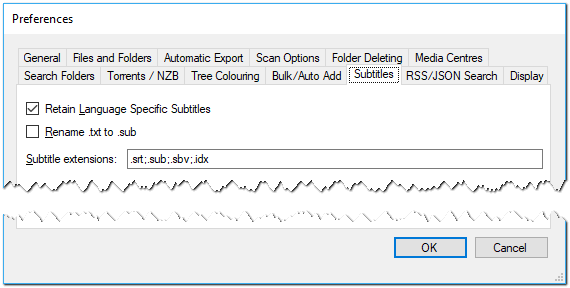 Preferences
General Files and Folders Automatic Export Scan Options Folder Deleting Media Centres
Search Folders Torrents / NZB Tree Colouring Bulk/Auto Add Subtitles RSS/JSON Search Display
Retain Language Specific Subtitles
Rename .txt to .sub
Subtitle extensions: .srt;.sub;.sbv;.idx
OK Cancel